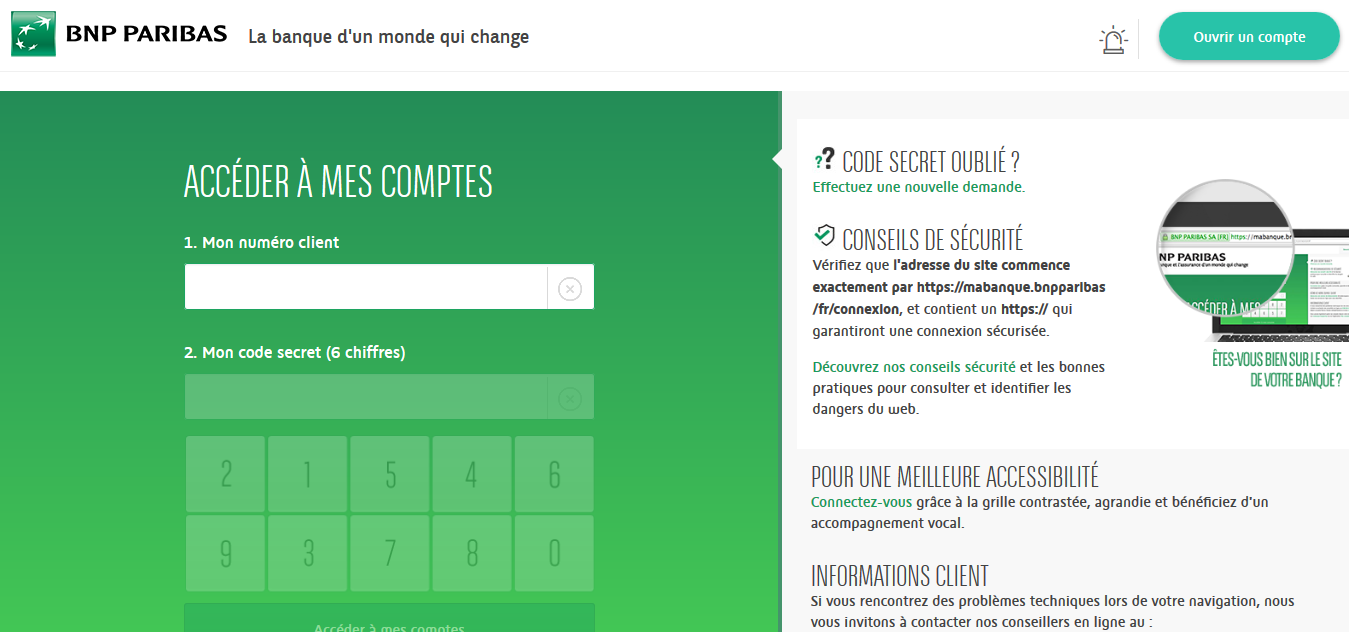 BNP PARIBAS
La banque d'un monde qui change
Ouvrir un compte
ACCÉDER À MES COMPTES
1. Mon numéro client
2. Mon code secret (6 chiffres)
2 1 5 4 6
9 3 7 8 0
Accéder à mes comptes
?? CODE SECRET OUBLIÉ ?
Effectuez une nouvelle demande.
CONSEILS DE SÉCURITÉ
Vérifiez que l'adresse du site commence
exactement par https://mabanque.bnpparibas
/fr/connexion, et contient un https:// qui
garantiront une connexion sécurisée.
Découvrez nos conseils sécurité et les bonnes
pratiques pour consulter et identifier les
dangers du web.
BNP PARIBAS SA [FR] https://mabanque.bn
NP PARIBAS
que et l'assurance d'un monde qui change
CCÉDER À MES
ÊTES-VOUS BIEN SUR LE SITE
DE VOTRE BANQUE ?
POUR UNE MEILLEURE ACCESSIBILITÉ
Connectez-vous grâce à la grille contrastée, agrandie et bénéficiez d'un
accompagnement vocal.
INFORMATIONS CLIENT
Si vous rencontrez des problèmes techniques lors de votre navigation, nous
vous invitons à contacter nos conseillers en ligne au :